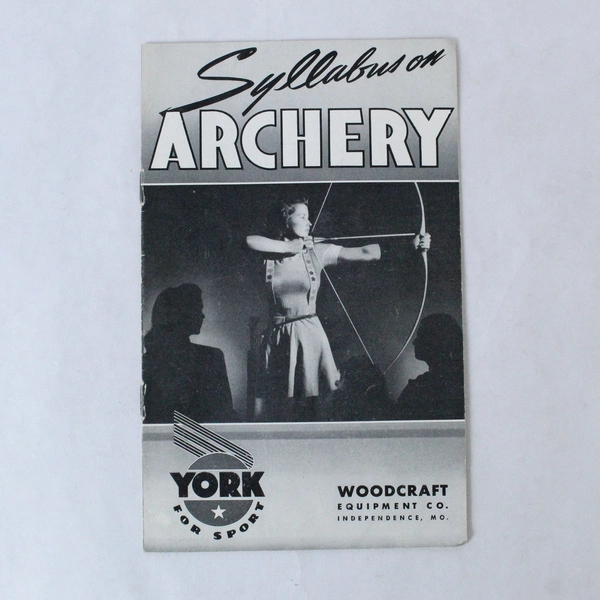 Syllabus on
ARCHERY
YORK
FOR SPORT
WOODCRAFT
EQUIPMENT CO.
INDEPENDENCE, MO.